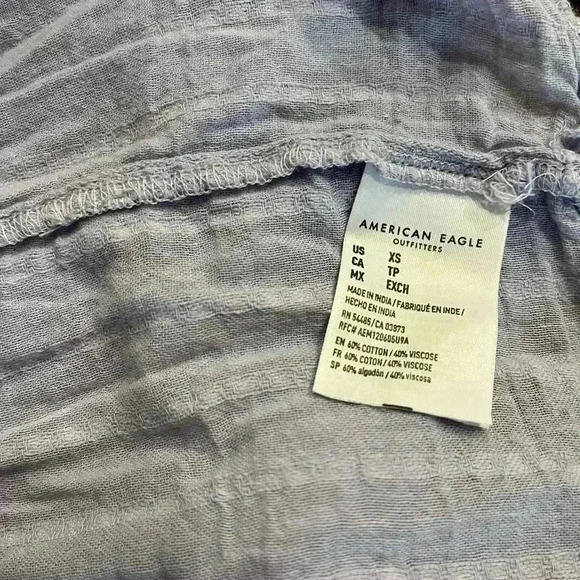 AMERICAN EAGLE
OUTFITTERS
US XS
CA TP
MX EXCH
MADE IN INDIA / FABRIQUÉ EN INDE /
HECHO EN INDIA
RN 54485/CA 03873
RFC# AEM120605U9A
EN 60% COTTON / 40% VISCOSE
FR 60% COTON / 40% VISCOSE
SP 60% algodón / 40% viscosa